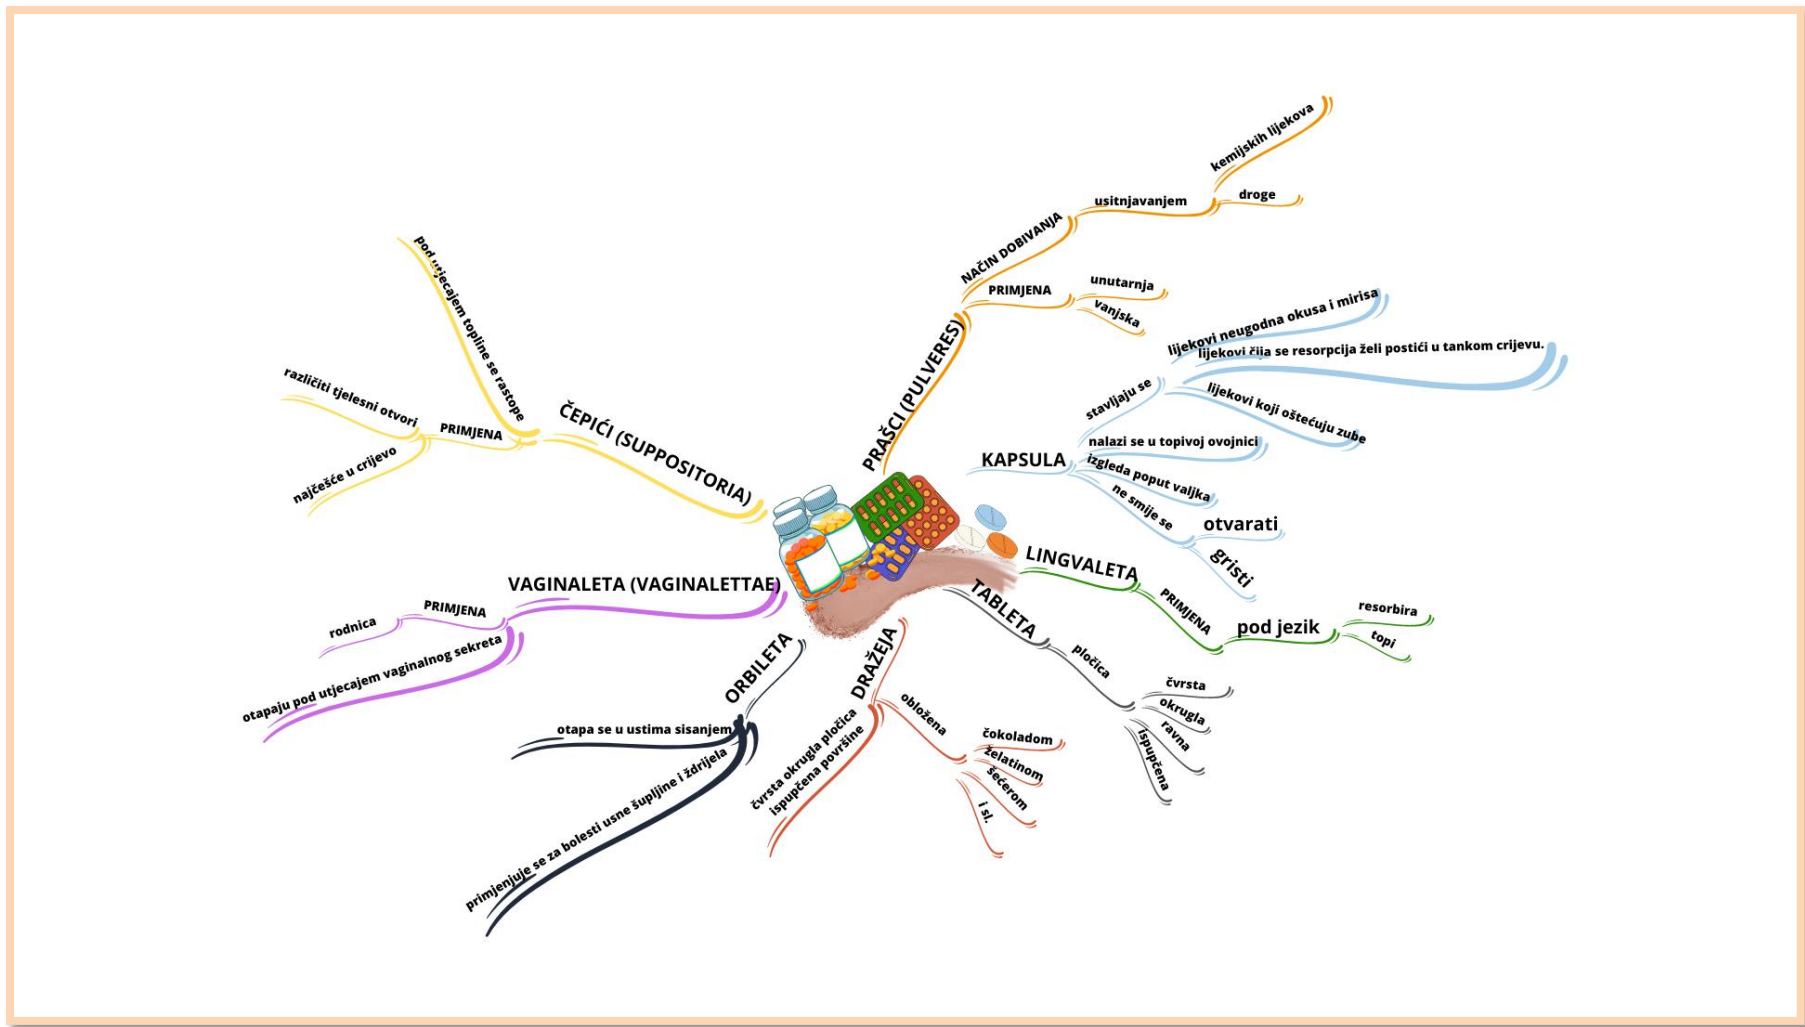 PRAŠCI (PULVERES)
NAČIN DOBIVANJA
usitnjavanjem
kemijskih lijekova
droge
PRIMJENA
unutarnja
vanjska
KAPSULA
stavljaju se
lijekovi neugodna okusa i mirisa
lijekovi čija se resorpcija želi postići u tankom crijevu.
lijekovi koji oštećuju zube
nalazi se u topivoj ovojnici
izgleda poput valjka
ne smije se
otvarati
gristi
LINGVALETA
PRIMJENA
pod jezik
resorbira
topi
TABLETA
pločica
čvrsta
okrugla
ravna
ispupčena
DRAŽEJA
obložena
čokoladom
želatinom
šećerom
i sl.
čvrsta okrugla pločica
ispupčena površine
ORBILETA
otapa se u ustima sisanjem
primjenjuje se za bolesti usne šupljine i ždrijela
VAGINALETA (VAGINALETTAE)
PRIMJENA
rodnica
otapaju pod utjecajem vaginalnog sekreta
ČEPIĆI (SUPPOSITORIA)
pod utjecajem topline se rastope
PRIMJENA
različiti tjelesni otvori
najčešće u crijevo